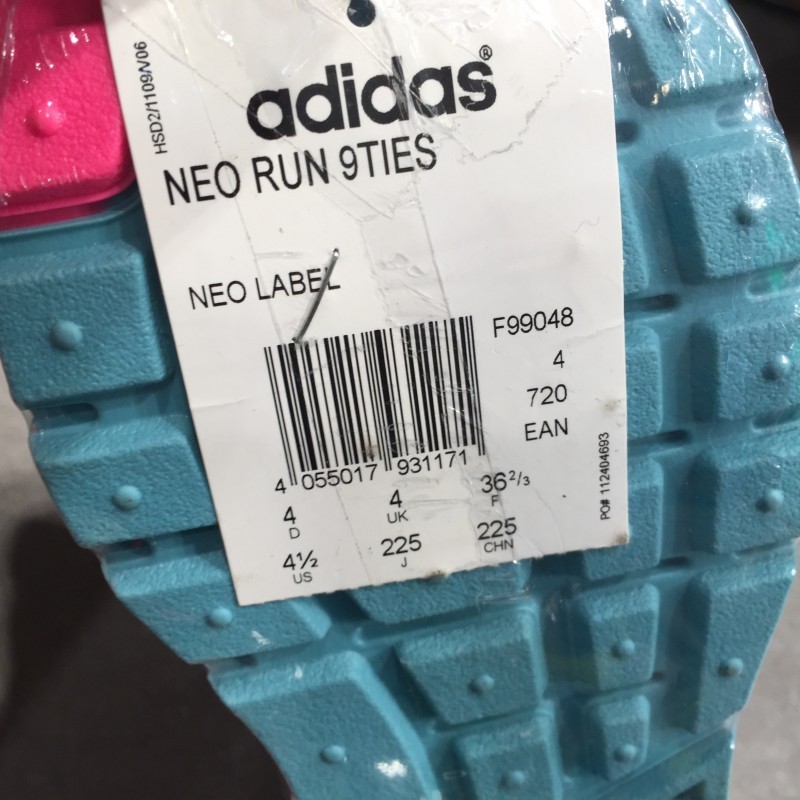 HSD2/1109/V06
adidas®
NEO RUN 9TIES
NEO LABEL
F99048
4
720
EAN
4 055017 931171
4 D
4 UK
36 2/3 F
4½ US
225 J
225 CHN
PO# 112404693